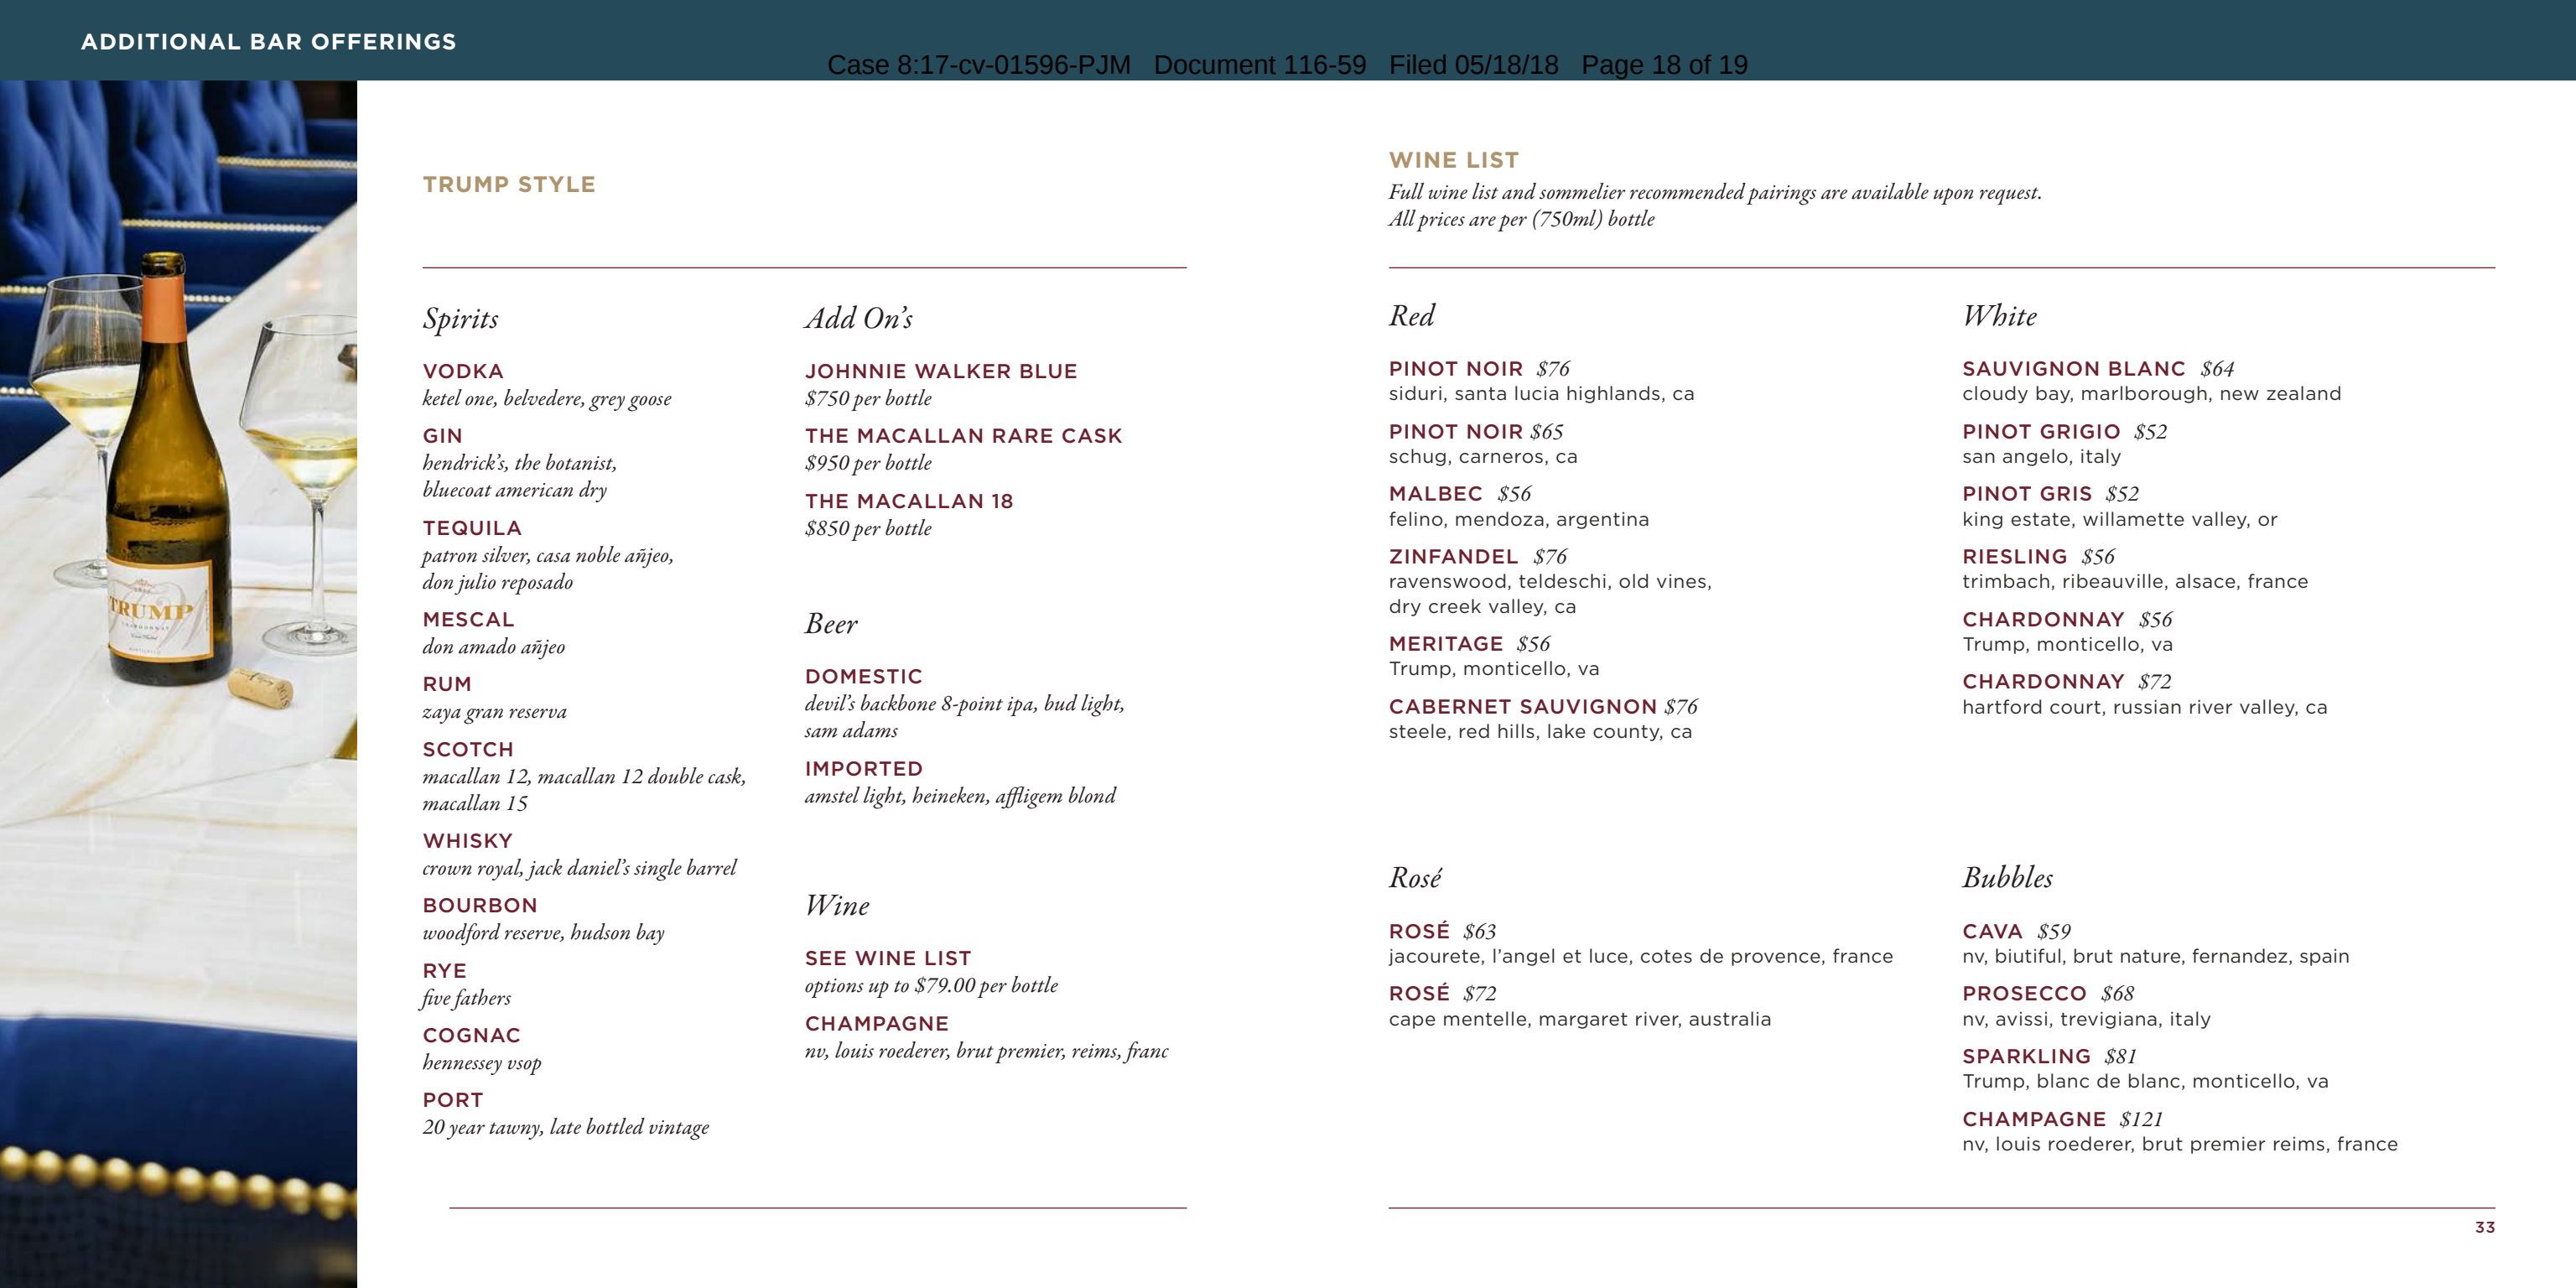 ADDITIONAL BAR OFFERINGS
Case 8:17-cv-01596-PJM Document 116-59 Filed 05/18/18 Page 18 of 19
TRUMP STYLE
Spirits
VODKA
ketel one, belvedere, grey goose
GIN
hendrick's, the botanist,
bluecoat american dry
TEQUILA
patron silver, casa noble añjeo,
don julio reposado
MESCAL
don amado añjeo
RUM
zaya gran reserva
SCOTCH
macallan 12, macallan 12 double cask,
macallan 15
WHISKY
crown royal, jack daniel's single barrel
BOURBON
woodford reserve, hudson bay
RYE
five fathers
COGNAC
hennessey vsop
PORT
20 year tawny, late bottled vintage
Add On's
JOHNNIE WALKER BLUE
$750 per bottle
THE MACALLAN RARE CASK
$950 per bottle
THE MACALLAN 18
$850 per bottle
Beer
DOMESTIC
devil's backbone 8-point ipa, bud light,
sam adams
IMPORTED
amstel light, heineken, affligem blond
Wine
SEE WINE LIST
options up to $79.00 per bottle
CHAMPAGNE
nv, louis roederer, brut premier, reims, franc
WINE LIST
Full wine list and sommelier recommended pairings are available upon request.
All prices are per (750ml) bottle
Red
PINOT NOIR $76
siduri, santa lucia highlands, ca
PINOT NOIR $65
schug, carneros, ca
MALBEC $56
felino, mendoza, argentina
ZINFANDEL $76
ravenswood, teldeschi, old vines,
dry creek valley, ca
MERITAGE $56
Trump, monticello, va
CABERNET SAUVIGNON $76
steele, red hills, lake county, ca
White
SAUVIGNON BLANC $64
cloudy bay, marlborough, new zealand
PINOT GRIGIO $52
san angelo, italy
PINOT GRIS $52
king estate, willamette valley, or
RIESLING $56
trimbach, ribeauville, alsace, france
CHARDONNAY $56
Trump, monticello, va
CHARDONNAY $72
hartford court, russian river valley, ca
Rosé
ROSÉ $63
jacourete, l'angel et luce, cotes de provence, france
ROSÉ $72
cape mentelle, margaret river, australia
Bubbles
CAVA $59
nv, biutiful, brut nature, fernandez, spain
PROSECCO $68
nv, avissi, trevigiana, italy
SPARKLING $81
Trump, blanc de blanc, monticello, va
CHAMPAGNE $121
nv, louis roederer, brut premier reims, france
33
TRUMP
CHARDONNAY